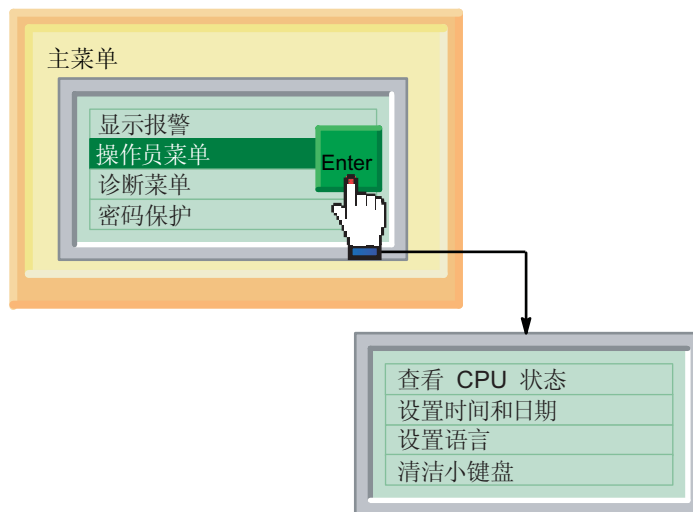 主菜单
显示报警
操作员菜单
Enter
诊断菜单
密码保护
查看 CPU 状态
设置时间和日期
设置语言
清洁小键盘